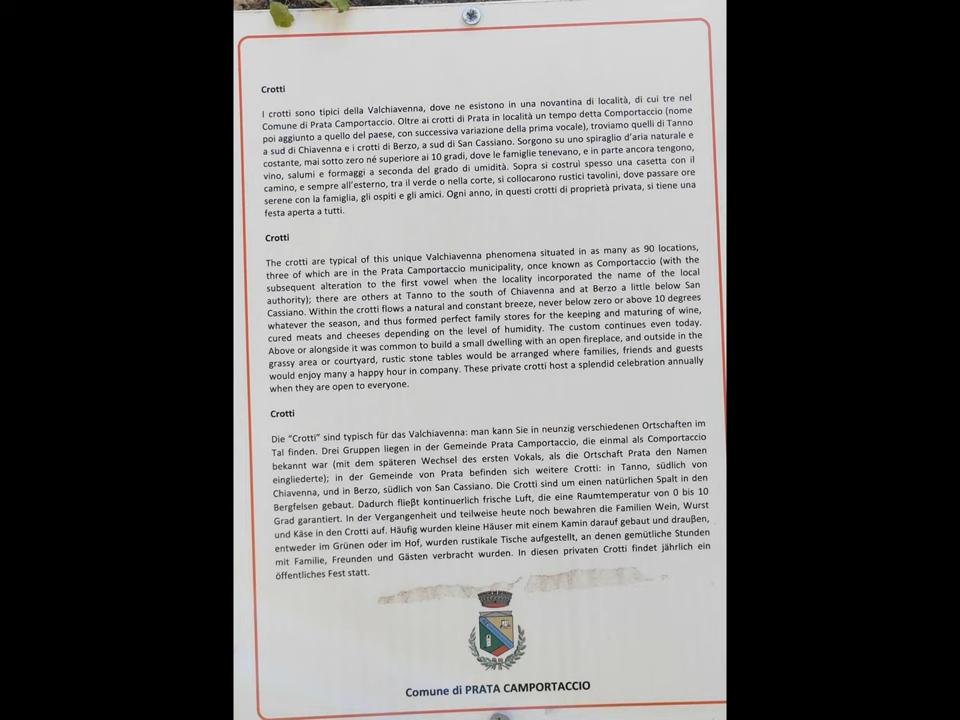 Crotti
I crotti sono tipici della Valchiavenna, dove ne esistono in una novantina di località, di cui tre nel
Comune di Prata Camportaccio. Oltre ai crotti di Prata in località un tempo detta Comportaccio (nome
poi aggiunto a quello del paese, con successiva variazione della prima vocale), troviamo quelli di Tanno
a sud di Chiavenna e i crotti di Berzo, a sud di San Cassiano. Sorgono su uno spiraglio d'aria naturale e
costante, mai sotto zero né superiore ai 10 gradi, dove le famiglie tenevano, e in parte ancora tengono,
vino, salumi e formaggi a seconda del grado di umidità. Sopra si costruì spesso una casetta con il
camino, e sempre all'esterno, tra il verde o nella corte, si collocarono rustici tavolini, dove passare ore
serene con la famiglia, gli ospiti e gli amici. Ogni anno, in questi crotti di proprietà privata, si tiene una
festa aperta a tutti.
Crotti
The crotti are typical of this unique Valchiavenna phenomena situated in as many as 90 locations,
three of which are in the Prata Camportaccio municipality, once known as Comportaccio (with the
subsequent alteration to the first vowel when the locality incorporated the name of the local
authority); there are others at Tanno to the south of Chiavenna and at Berzo a little below San
Cassiano. Within the crotti flows a natural and constant breeze, never below zero or above 10 degrees
whatever the season, and thus formed perfect family stores for the keeping and maturing of wine,
cured meats and cheeses depending on the level of humidity. The custom continues even today.
Above or alongside it was common to build a small dwelling with an open fireplace, and outside in the
grassy area or courtyard, rustic stone tables would be arranged where families, friends and guests
would enjoy many a happy hour in company. These private crotti host a splendid celebration annually
when they are open to everyone.
Crotti
Die "Crotti" sind typisch für das Valchiavenna: man kann Sie in neunzig verschiedenen Ortschaften im
Tal finden. Drei Gruppen liegen in der Gemeinde Prata Camportaccio, die einmal als Comportaccio
bekannt war (mit dem späteren Wechsel des ersten Vokals, als die Ortschaft Prata den Namen
eingliederte); in der Gemeinde von Prata befinden sich weitere Crotti: in Tanno, südlich von
Chiavenna, und in Berzo, südlich von San Cassiano. Die Crotti sind um einen natürlichen Spalt in den
Bergfelsen gebaut. Dadurch fließt kontinuerlich frische Luft, die eine Raumtemperatur von 0 bis 10
Grad garantiert. In der Vergangenheit und teilweise heute noch bewahren die Familien Wein, Wurst
und Käse in den Crotti auf. Häufig wurden kleine Häuser mit einem Kamin darauf gebaut und draußen,
entweder im Grünen oder im Hof, wurden rustikale Tische aufgestellt, an denen gemütliche Stunden
mit Familie, Freunden und Gästen verbracht wurden. In diesen privaten Crotti findet jährlich ein
öffentliches Fest statt.
Comune di PRATA CAMPORTACCIO